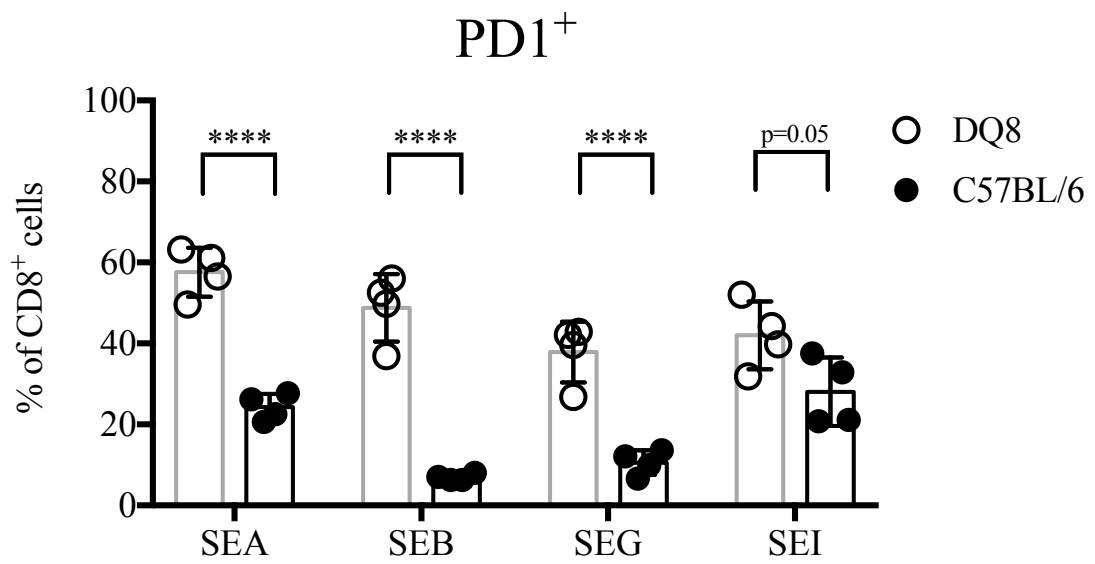 PD1⁺
% of CD8⁺ cells
100
80
60
40
20
0
****
****
****
p=0.05
DQ8
C57BL/6
SEA
SEB
SEG
SEI